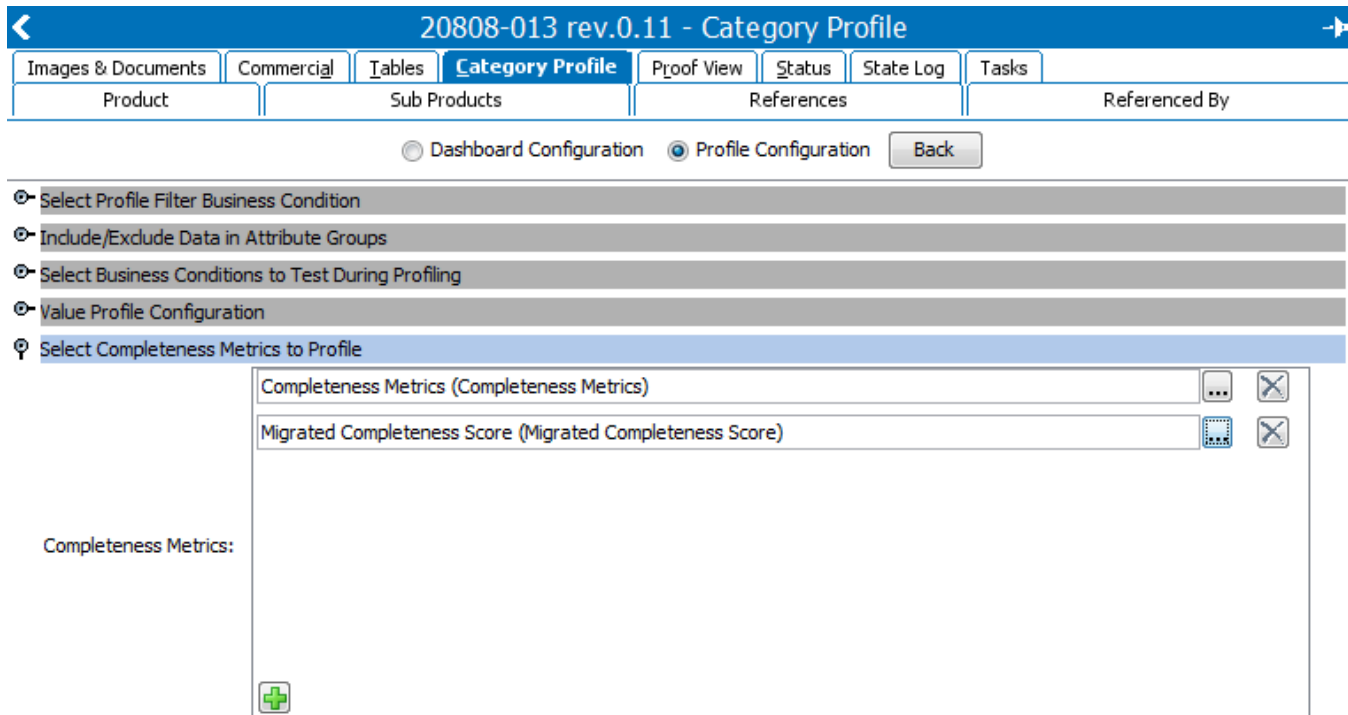 20808-013 rev.0.11 - Category Profile
Images & Documents Commercial Tables Category Profile Proof View Status State Log Tasks
Product Sub Products References Referenced By
Dashboard Configuration Profile Configuration Back
Select Profile Filter Business Condition
Include/Exclude Data in Attribute Groups
Select Business Conditions to Test During Profiling
Value Profile Configuration
Select Completeness Metrics to Profile
Completeness Metrics (Completeness Metrics) ...
Migrated Completeness Score (Migrated Completeness Score) ...
Completeness Metrics: